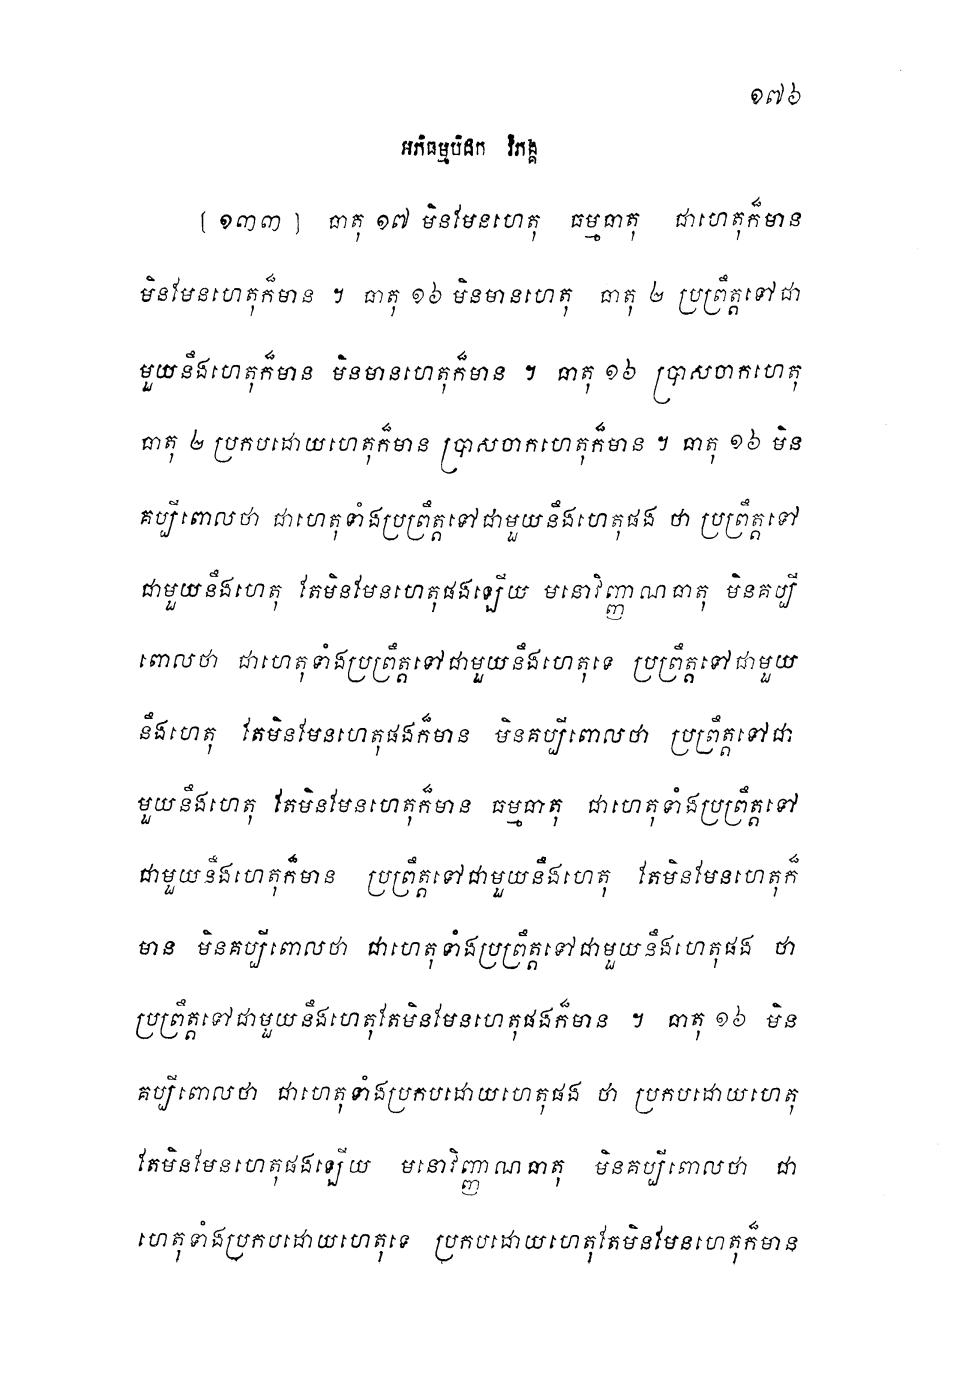 ១៧៦
អភិធម្មបិដក វិភង្គ
[ ១៣៣ ] ធាតុ ១៧ មិនមែនហេតុ ធម្មធាតុ ជាហេតុក៏មាន
មិនមែនហេតុក៏មាន ។ ធាតុ ១៦ មិនមានហេតុ ធាតុ ២ ប្រព្រឹត្តទៅជា
មួយនឹងហេតុក៏មាន មិនមានហេតុក៏មាន ។ ធាតុ ១៦ ប្រាសចាកហេតុ
ធាតុ ២ ប្រកបដោយហេតុក៏មាន ប្រាសចាកហេតុក៏មាន ។ ធាតុ ១៦ មិន
គប្បីពោលថា ជាហេតុទាំងប្រព្រឹត្តទៅជាមួយនឹងហេតុផង ថា ប្រព្រឹត្តទៅ
ជាមួយនឹងហេតុ តែមិនមែនហេតុផងឡើយ មនោវិញ្ញាណធាតុ មិនគប្បី
ពោលថា ជាហេតុទាំងប្រព្រឹត្តទៅជាមួយនឹងហេតុទេ ប្រព្រឹត្តទៅជាមួយ
នឹងហេតុ តែមិនមែនហេតុផងក៏មាន មិនគប្បីពោលថា ប្រព្រឹត្តទៅជា
មួយនឹងហេតុ តែមិនមែនហេតុក៏មាន ធម្មធាតុ ជាហេតុទាំងប្រព្រឹត្តទៅ
ជាមួយនឹងហេតុក៏មាន ប្រព្រឹត្តទៅជាមួយនឹងហេតុ តែមិនមែនហេតុក៏
មាន មិនគប្បីពោលថា ជាហេតុទាំងប្រព្រឹត្តទៅជាមួយនឹងហេតុផង ថា
ប្រព្រឹត្តទៅជាមួយនឹងហេតុតែមិនមែនហេតុផងក៏មាន ។ ធាតុ ១៦ មិន
គប្បីពោលថា ជាហេតុទាំងប្រកបដោយហេតុផង ថា ប្រកបដោយហេតុ
តែមិនមែនហេតុផងឡើយ មនោវិញ្ញាណធាតុ មិនគប្បីពោលថា ជា
ហេតុទាំងប្រកបដោយហេតុទេ ប្រកបដោយហេតុតែមិនមែនហេតុក៏មាន